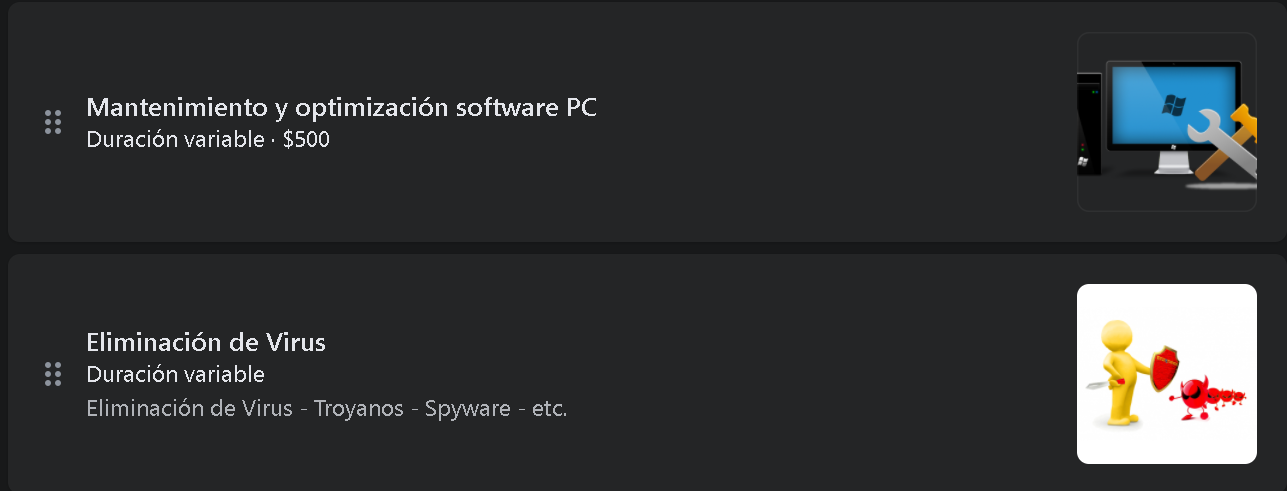 Mantenimiento y optimización software PC
Duración variable · $500
Eliminación de Virus
Duración variable
Eliminación de Virus - Troyanos - Spyware - etc.